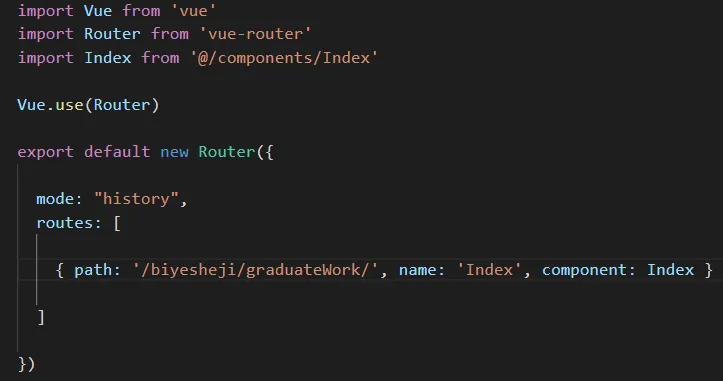 import Vue from 'vue'
import Router from 'vue-router'
import Index from '@/components/Index'
Vue.use(Router)
export default new Router({
mode: "history",
routes: [
{ path: '/biyesheji/graduateWork/', name: 'Index', component: Index }
]
})